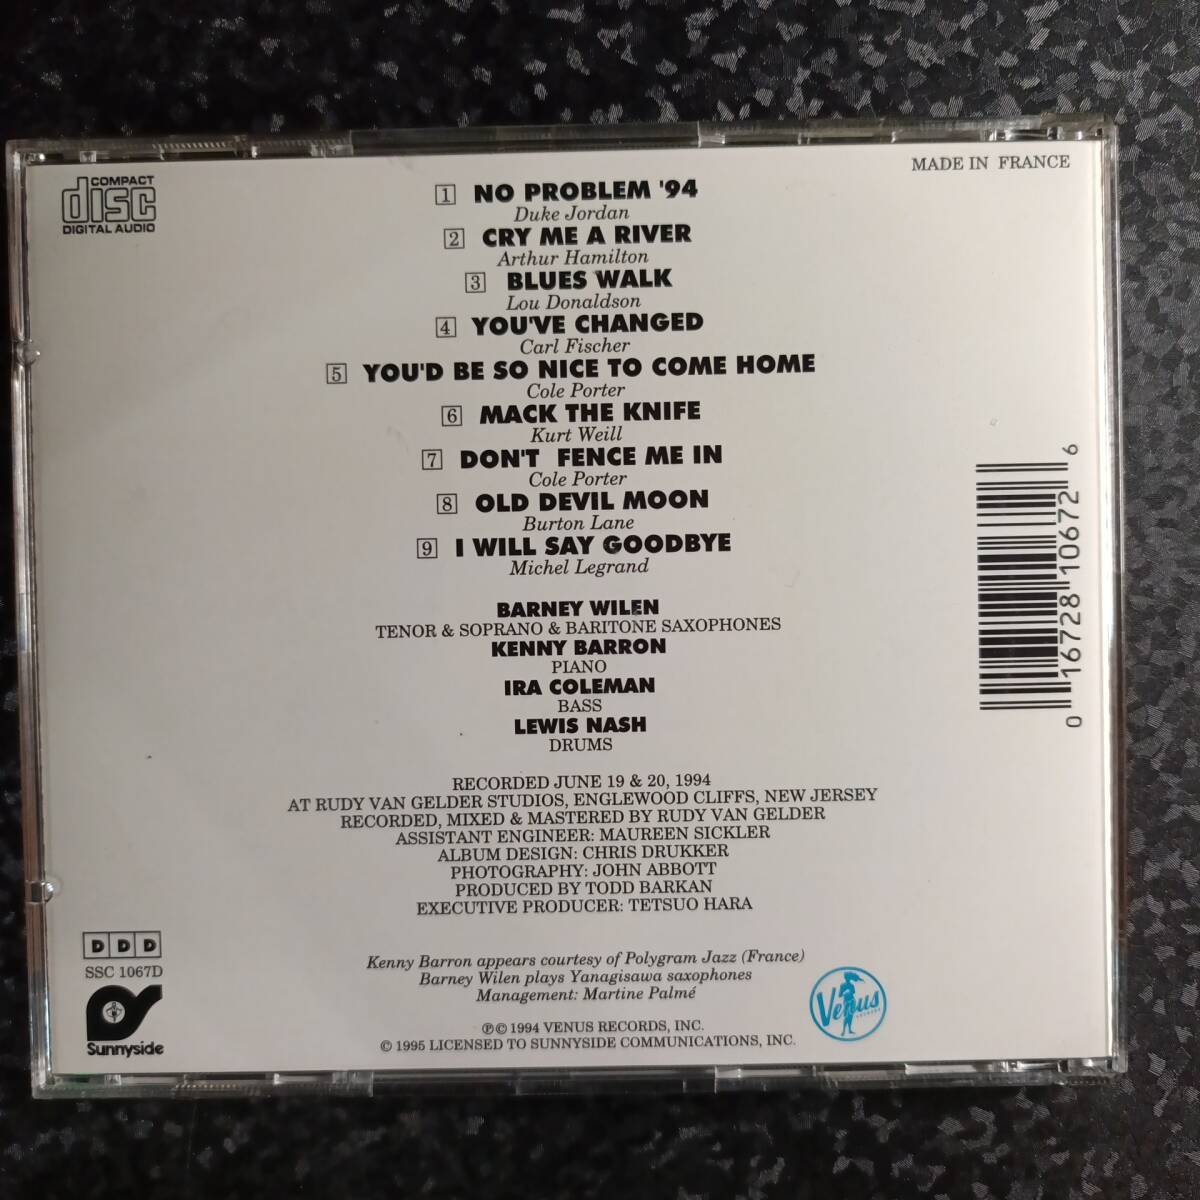 COMPACT
disc
DIGITAL AUDIO
MADE IN FRANCE
1 NO PROBLEM '94
Duke Jordan
2 CRY ME A RIVER
Arthur Hamilton
3 BLUES WALK
Lou Donaldson
4 YOU'VE CHANGED
Carl Fischer
5 YOU'D BE SO NICE TO COME HOME
Cole Porter
6 MACK THE KNIFE
Kurt Weill
7 DON'T FENCE ME IN
Cole Porter
8 OLD DEVIL MOON
Burton Lane
9 I WILL SAY GOODBYE
Michel Legrand
BARNEY WILEN
TENOR & SOPRANO & BARITONE SAXOPHONES
KENNY BARRON
PIANO
IRA COLEMAN
BASS
LEWIS NASH
DRUMS
0 16728 10672 6
RECORDED JUNE 19 & 20, 1994
AT RUDY VAN GELDER STUDIOS, ENGLEWOOD CLIFFS, NEW JERSEY
RECORDED, MIXED & MASTERED BY RUDY VAN GELDER
ASSISTANT ENGINEER: MAUREEN SICKLER
ALBUM DESIGN: CHRIS DRUKKER
PHOTOGRAPHY: JOHN ABBOTT
PRODUCED BY TODD BARKAN
EXECUTIVE PRODUCER: TETSUO HARA
DDD
SSC 1067D
Sunnyside
Kenny Barron appears courtesy of Polygram Jazz (France)
Barney Wilen plays Yanagisawa saxophones
Management: Martine Palmé
Venus
℗© 1994 VENUS RECORDS, INC.
© 1995 LICENSED TO SUNNYSIDE COMMUNICATIONS, INC.